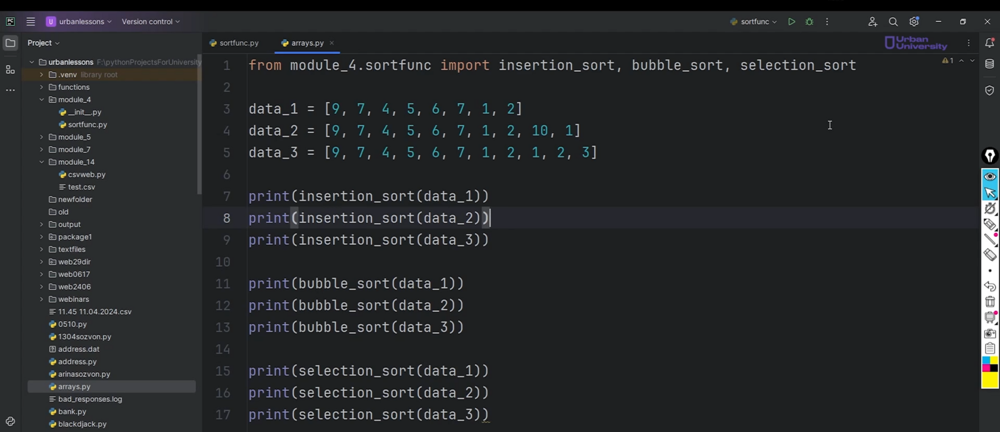 PC
U urbanlessons
Version control
sortfunc
Project
sortfunc.py
arrays.py
Urban University
urbanlessons F:\pythonProjectsForUniversity
.venv library root
functions
module_4
__init__.py
sortfunc.py
module_5
module_7
module_14
csvweb.py
test.csv
newfolder
old
output
package1
textfiles
web29dir
web0617
web2406
webinars
11.45 11.04.2024.csv
0510.py
1304sozvon.py
address.dat
address.py
arinasozvon.py
arrays.py
bad_responses.log
bank.py
blackdjack.py
1 from module_4.sortfunc import insertion_sort, bubble_sort, selection_sort
2
3 data_1 = [9, 7, 4, 5, 6, 7, 1, 2]
4 data_2 = [9, 7, 4, 5, 6, 7, 1, 2, 10, 1]
5 data_3 = [9, 7, 4, 5, 6, 7, 1, 2, 1, 2, 3]
6
7 print(insertion_sort(data_1))
8 print(insertion_sort(data_2))
9 print(insertion_sort(data_3))
10
11 print(bubble_sort(data_1))
12 print(bubble_sort(data_2))
13 print(bubble_sort(data_3))
14
15 print(selection_sort(data_1))
16 print(selection_sort(data_2))
17 print(selection_sort(data_3))
1